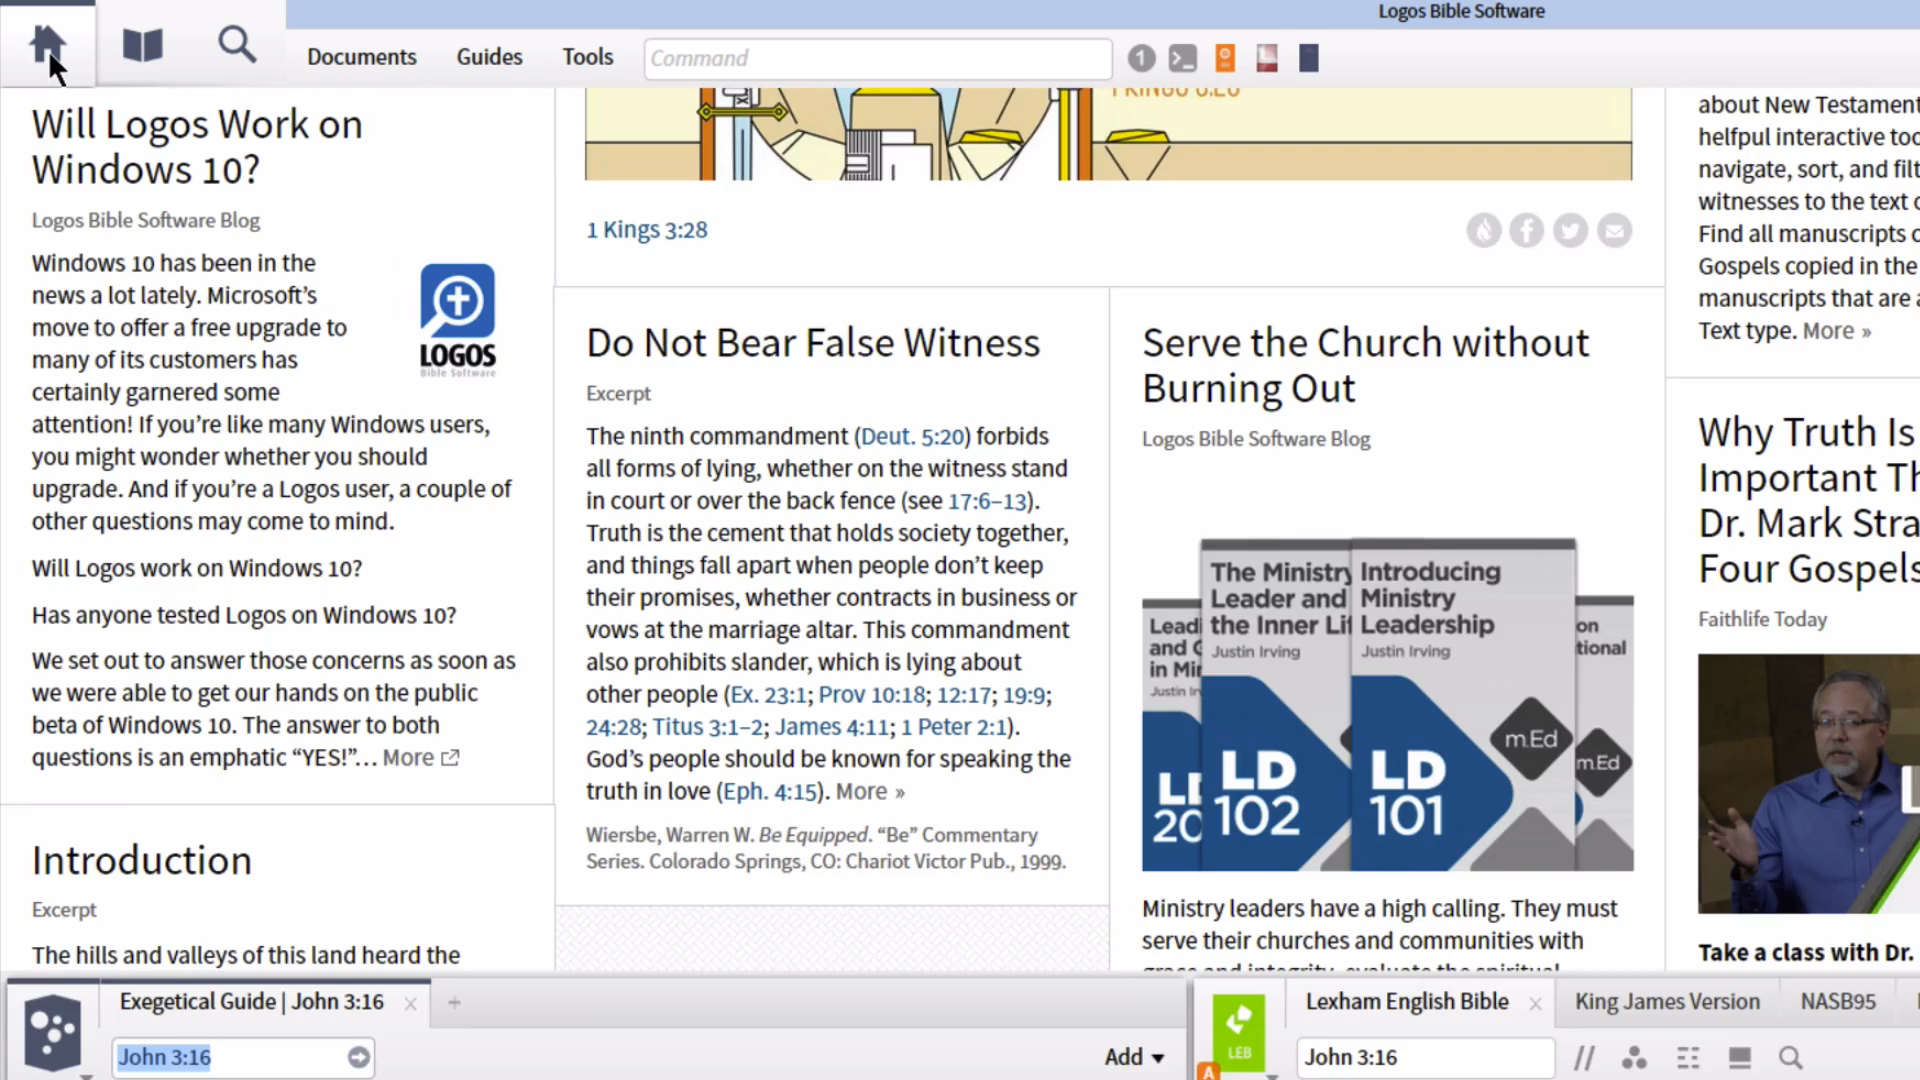 Logos Bible Software
Documents
Guides
Tools
Command
1
Will Logos Work on
Windows 10?
Logos Bible Software Blog
Windows 10 has been in the
news a lot lately. Microsoft’s
move to offer a free upgrade to
many of its customers has
certainly garnered some
attention! If you’re like many Windows users,
you might wonder whether you should
upgrade. And if you’re a Logos user, a couple of
other questions may come to mind.
Will Logos work on Windows 10?
Has anyone tested Logos on Windows 10?
We set out to answer those concerns as soon as
we were able to get our hands on the public
beta of Windows 10. The answer to both
questions is an emphatic “YES!”… More
LOGOS
Bible Software
Introduction
Excerpt
The hills and valleys of this land heard the
1 Kings 3:28
Do Not Bear False Witness
Excerpt
The ninth commandment (Deut. 5:20) forbids
all forms of lying, whether on the witness stand
in court or over the back fence (see 17:6–13).
Truth is the cement that holds society together,
and things fall apart when people don’t keep
their promises, whether contracts in business or
vows at the marriage altar. This commandment
also prohibits slander, which is lying about
other people (Ex. 23:1; Prov 10:18; 12:17; 19:9;
24:28; Titus 3:1–2; James 4:11; 1 Peter 2:1).
God’s people should be known for speaking the
truth in love (Eph. 4:15). More »
Wiersbe, Warren W. Be Equipped. “Be” Commentary
Series. Colorado Springs, CO: Chariot Victor Pub., 1999.
Serve the Church without
Burning Out
Logos Bible Software Blog
Leadi
and G
in Mi
Justin Ir
20
The Ministry
Leader and
the Inner Li
Justin Irving
LD
102
Introducing
Ministry
Leadership
Justin Irving
LD
101
m.Ed
on
tional
m.Ed
Ministry leaders have a high calling. They must
serve their churches and communities with
grace and integrity, evaluate the spiritual
about New Testament
helpful interactive too
navigate, sort, and filt
witnesses to the text o
Find all manuscripts c
Gospels copied in the
manuscripts that are a
Text type. More »
Why Truth Is
Important Th
Dr. Mark Stra
Four Gospels
Faithlife Today
Take a class with Dr.
Exegetical Guide | John 3:16
John 3:16
Add
LEB
A
Lexham English Bible
King James Version
NASB95
John 3:16